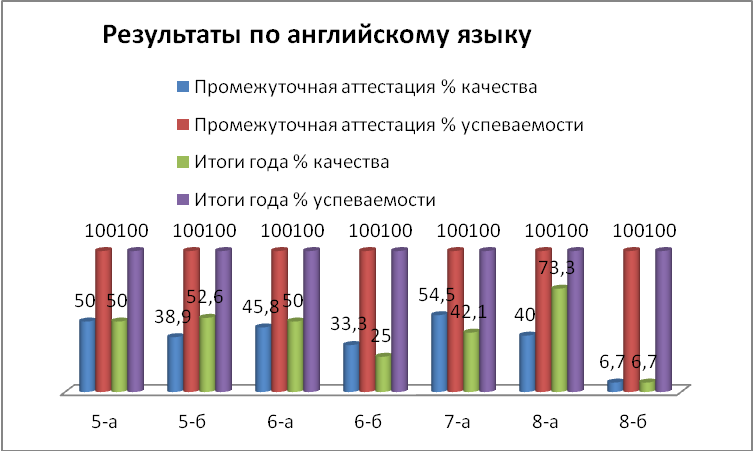 Результаты по английскому языку
Промежуточная аттестация % качества
Промежуточная аттестация % успеваемости
Итоги года % качества
Итоги года % успеваемости
100100 100100 100100 100100 100100 100100 100100
50 50 38,9 52,6 45,8 50 33,3 25 54,5 42,1 40 73,3 6,7 6,7
5-а 5-б 6-а 6-б 7-а 8-а 8-б